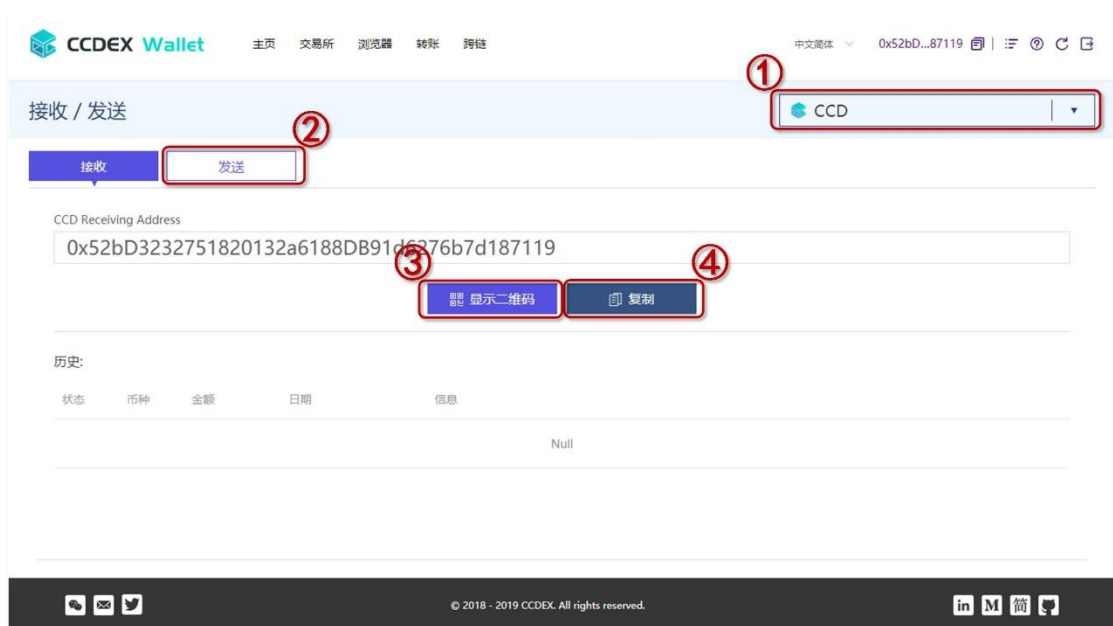 CCDEX Wallet 主页 交易所 浏览器 转账 跨链 中文简体 0x52bD...87119
①
接收 / 发送 CCD
②
接收 发送
CCD Receiving Address
0x52bD3232751820132a6188DB91d6276b7d187119
③ ④
显示二维码 复制
历史:
状态 币种 金额 日期 信息
Null
© 2018 - 2019 CCDEX. All rights reserved. in M 简